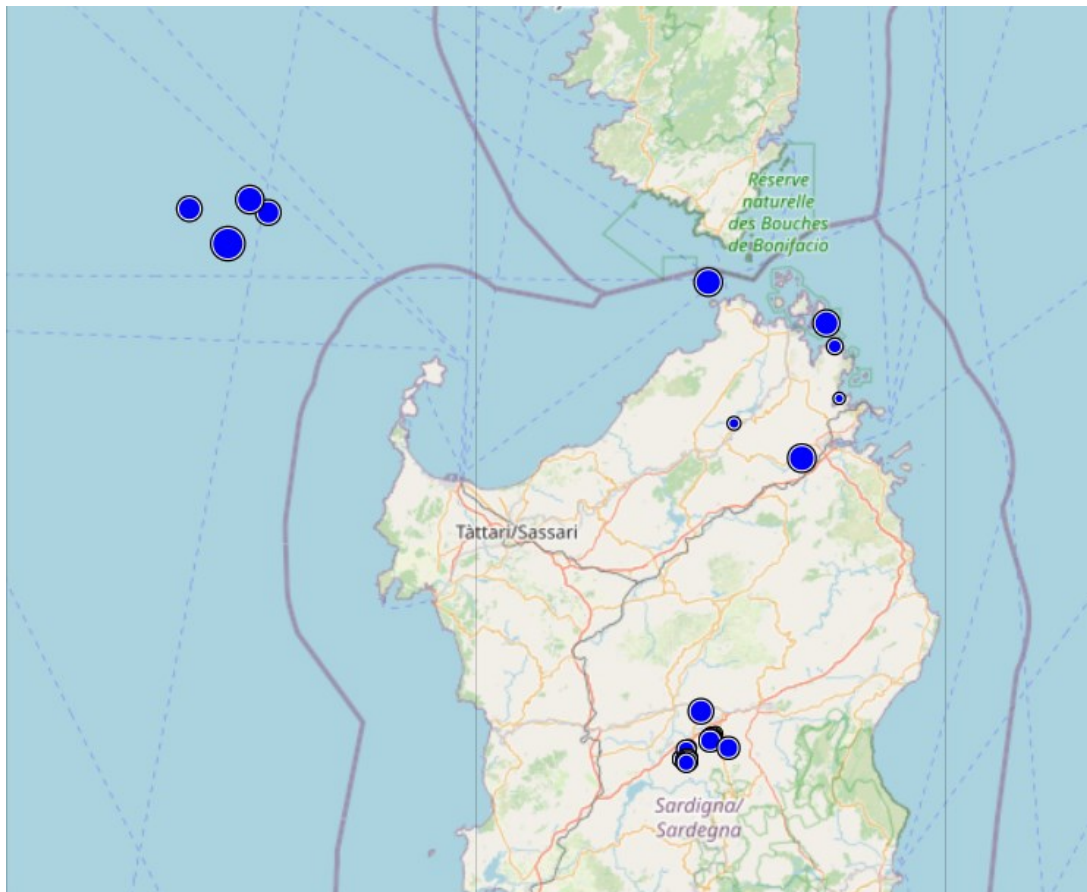 Réserve
naturelle
des Bouches
de Bonifacio
Tàttari/Sassari
Sardigna/
Sardegna